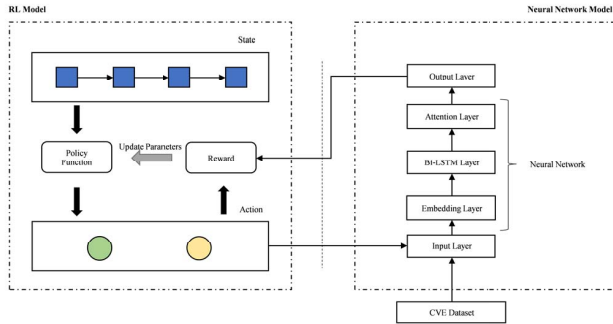 RL Model
Neural Network Model
State
Policy
Function
Update Parameters
Reward
Action
Output Layer
Attention Layer
Bi-LSTM Layer
Embedding Layer
Input Layer
Neural Network
CVE Dataset